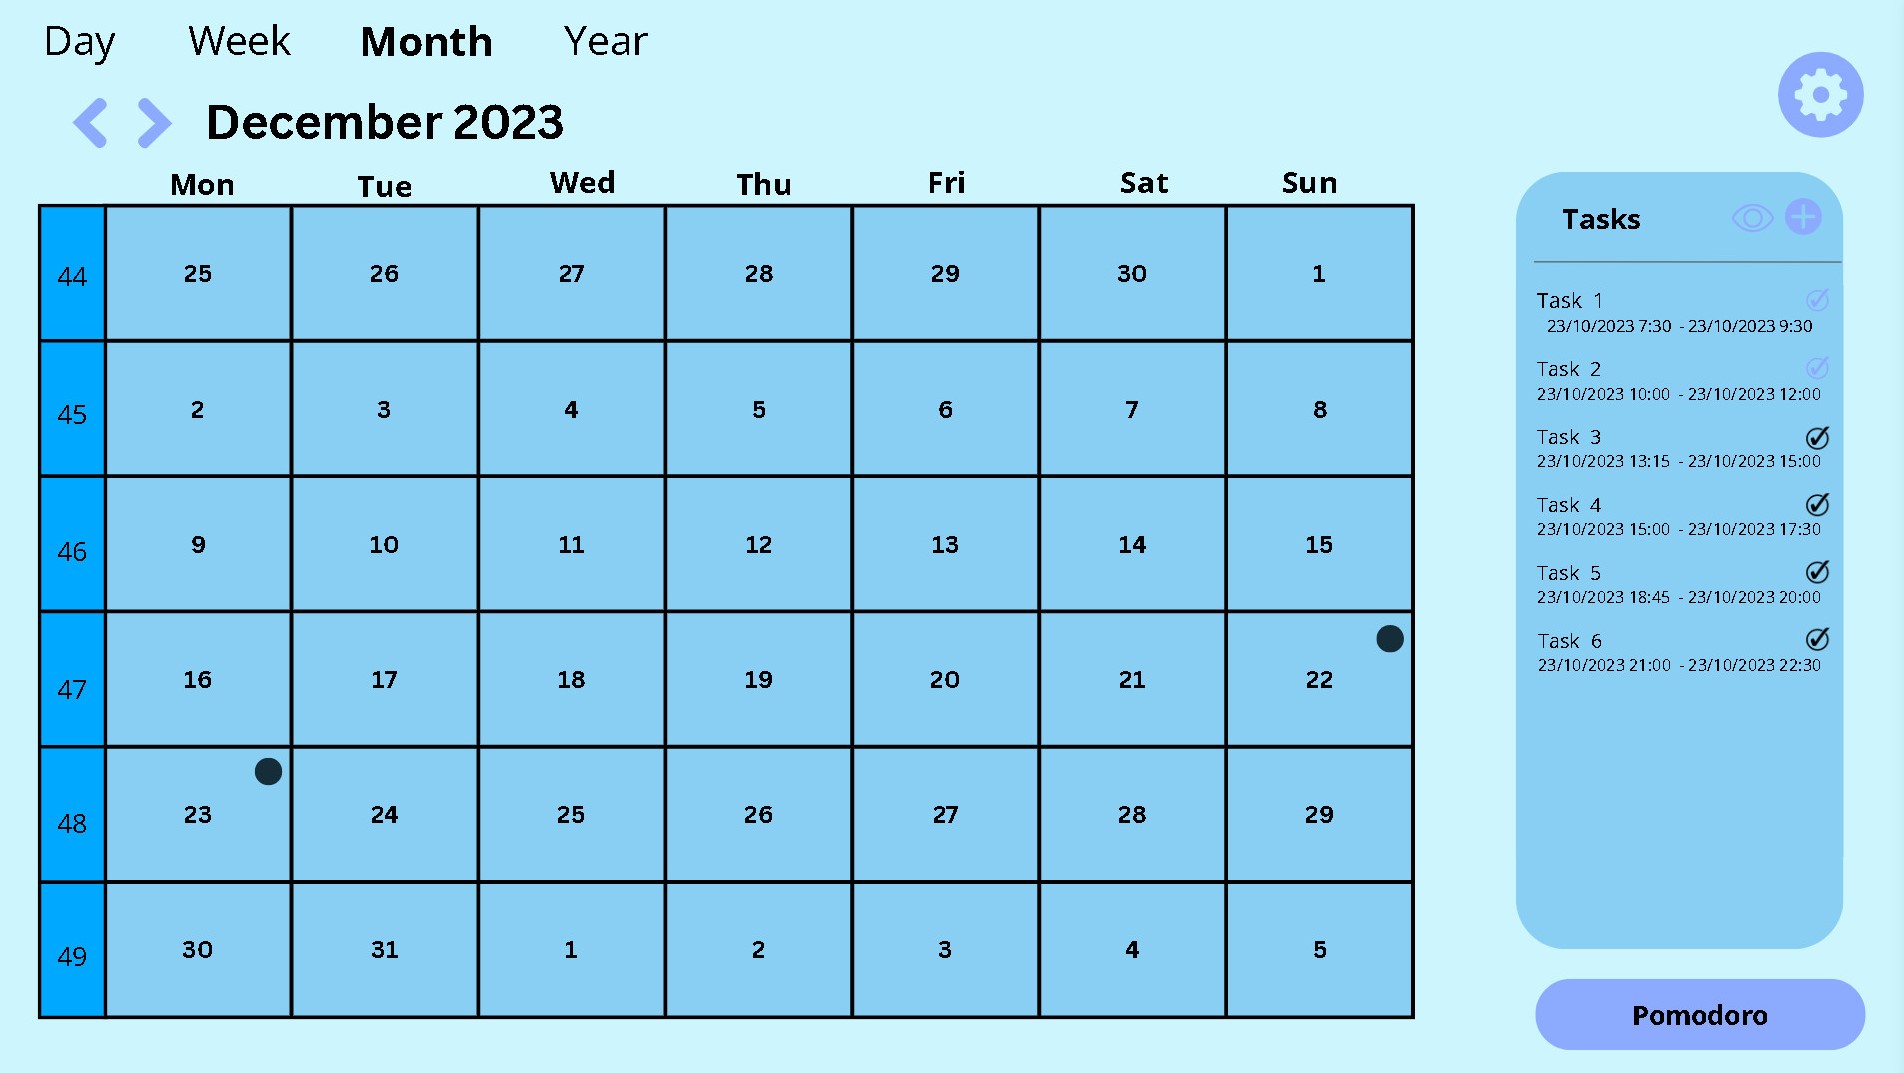 Day Week Month Year
December 2023
Mon Tue Wed Thu Fri Sat Sun
44 25 26 27 28 29 30 1
45 2 3 4 5 6 7 8
46 9 10 11 12 13 14 15
47 16 17 18 19 20 21 22
48 23 24 25 26 27 28 29
49 30 31 1 2 3 4 5
Tasks
Task 1
23/10/2023 7:30 - 23/10/2023 9:30
Task 2
23/10/2023 10:00 - 23/10/2023 12:00
Task 3
23/10/2023 13:15 - 23/10/2023 15:00
Task 4
23/10/2023 15:00 - 23/10/2023 17:30
Task 5
23/10/2023 18:45 - 23/10/2023 20:00
Task 6
23/10/2023 21:00 - 23/10/2023 22:30
Pomodoro